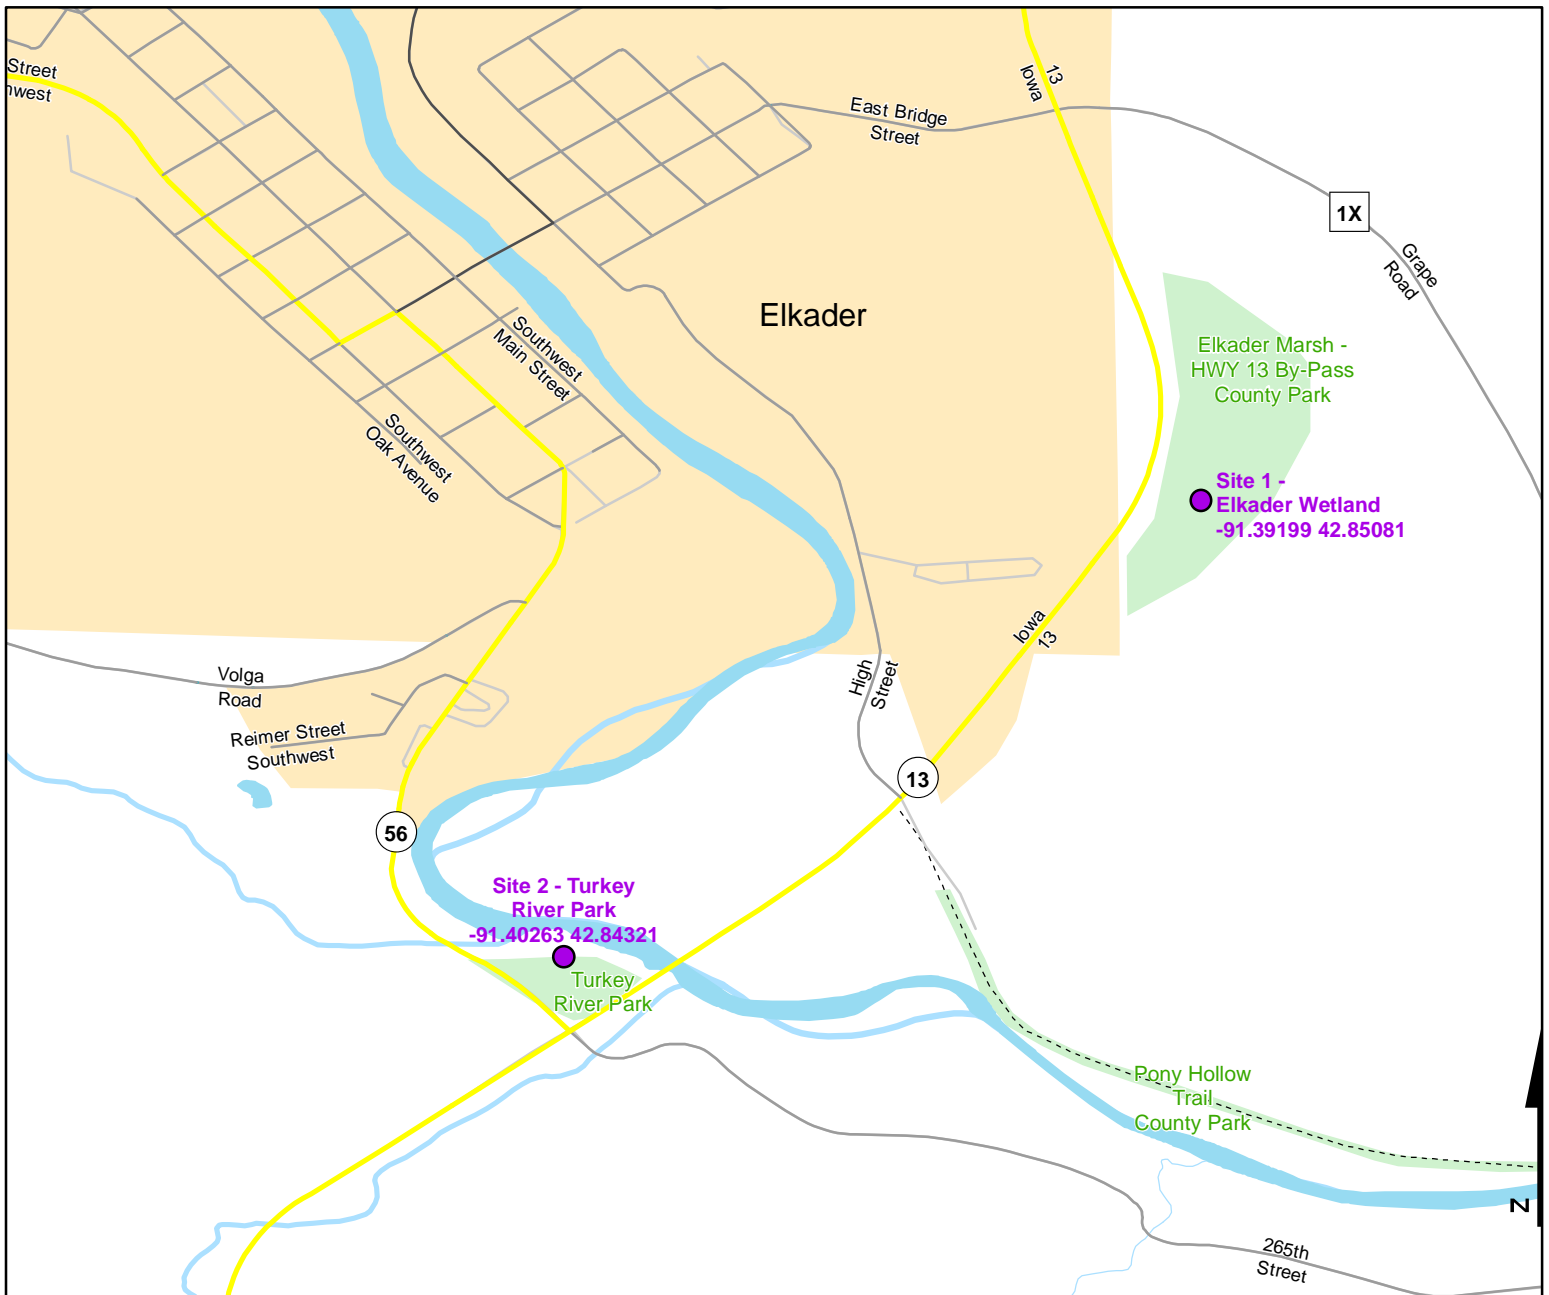 Street
nwest
13
Iowa
East Bridge
Street
1X
Grape
Road
Elkader
Southwest
Main Street
Elkader Marsh -
HWY 13 By-Pass
County Park
Southwest
Oak Avenue
Site 1 -
Elkader Wetland
-91.39199 42.85081
Iowa
13
Volga
Road
High
Street
Reimer Street
Southwest
13
56
Site 2 - Turkey
River Park
-91.40263 42.84321
Turkey
River Park
Pony Hollow
Trail
County Park
N
265th
Street